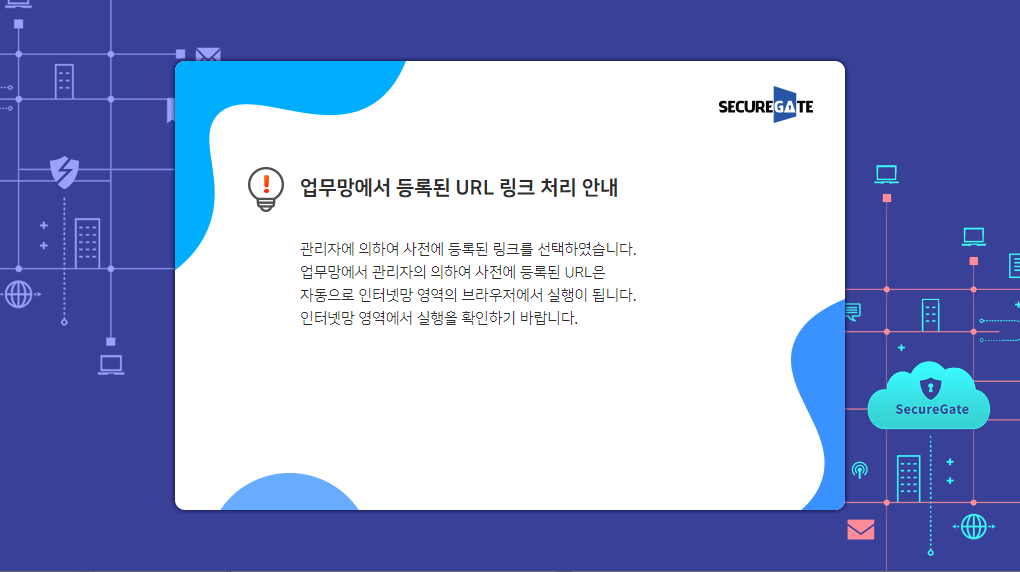 SECUREGATE
업무망에서 등록된 URL 링크 처리 안내
관리자에 의하여 사전에 등록된 링크를 선택하였습니다.
업무망에서 관리자의 의하여 사전에 등록된 URL은
자동으로 인터넷망 영역의 브라우저에서 실행이 됩니다.
인터넷망 영역에서 실행을 확인하기 바랍니다.
SecureGate